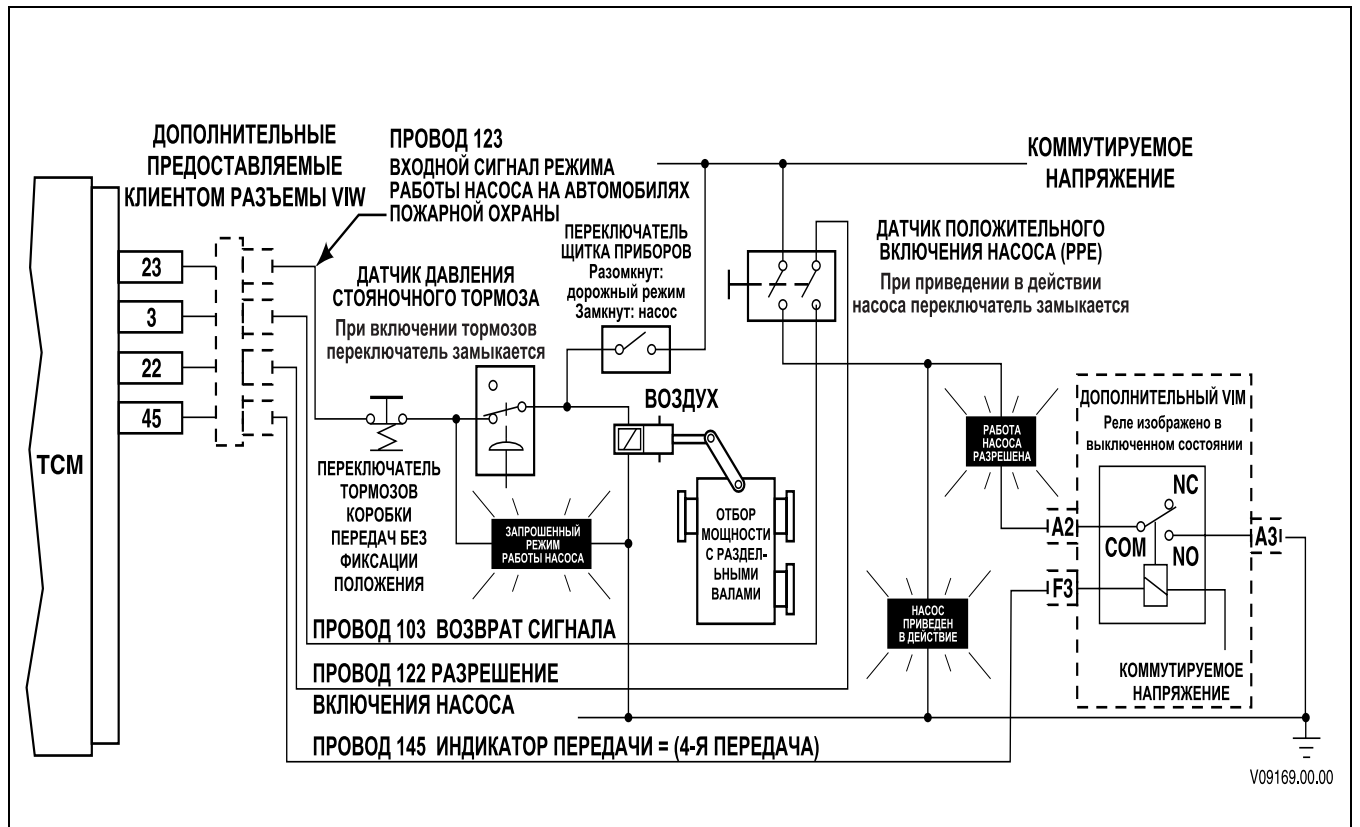 ДОПОЛНИТЕЛЬНЫЕ
ПРЕДОСТАВЛЯЕМЫЕ
КЛИЕНТОМ РАЗЪЕМЫ VIW
ПРОВОД 123
ВХОДНОЙ СИГНАЛ РЕЖИМА
РАБОТЫ НАСОСА НА АВТОМОБИЛЯХ
ПОЖАРНОЙ ОХРАНЫ
КОММУТИРУЕМОЕ
НАПРЯЖЕНИЕ
23
3
22
45
TCM
ДАТЧИК ДАВЛЕНИЯ
СТОЯНОЧНОГО ТОРМОЗА
При включении тормозов
переключатель замыкается
ПЕРЕКЛЮЧАТЕЛЬ
ЩИТКА ПРИБОРОВ
Разомкнут:
дорожный режим
Замкнут: насос
ДАТЧИК ПОЛОЖИТЕЛЬНОГО
ВКЛЮЧЕНИЯ НАСОСА (PPE)
При приведении в действии
насоса переключатель замыкается
ВОЗДУХ
ПЕРЕКЛЮЧАТЕЛЬ
ТОРМОЗОВ
КОРОБКИ
ПЕРЕДАЧ БЕЗ
ФИКСАЦИИ
ПОЛОЖЕНИЯ
ЗАПРОШЕННЫЙ
РЕЖИМ
РАБОТЫ НАСОСА
ОТБОР
МОЩНОСТИ
С РАЗДЕЛ-
ЬНЫМИ
ВАЛАМИ
РАБОТА
НАСОСА
РАЗРЕШЕНА
НАСОС
ПРИВЕДЕН
В ДЕЙСТВИЕ
ДОПОЛНИТЕЛЬНЫЙ VIM
Реле изображено в
выключенном состоянии
NC
A2
COM
NO
A3
F3
КОММУТИРУЕМОЕ
НАПРЯЖЕНИЕ
ПРОВОД 103 ВОЗВРАТ СИГНАЛА
ПРОВОД 122 РАЗРЕШЕНИЕ
ВКЛЮЧЕНИЯ НАСОСА
ПРОВОД 145 ИНДИКАТОР ПЕРЕДАЧИ = (4-Я ПЕРЕДАЧА)
V09169.00.00